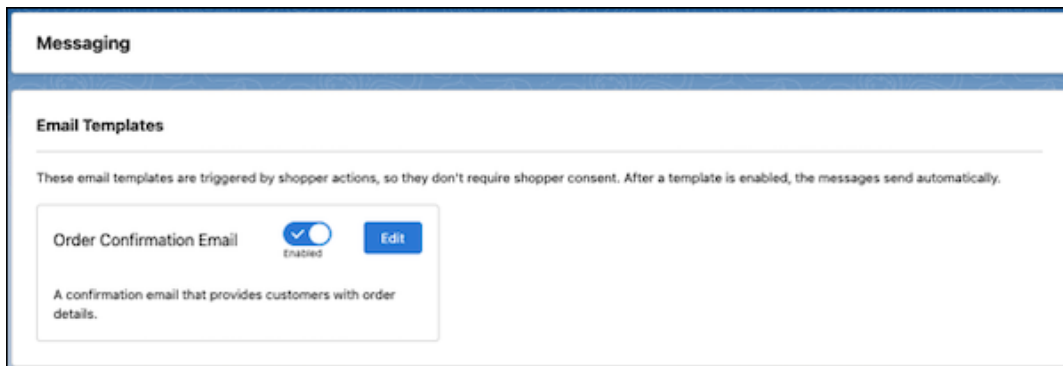 Messaging
Email Templates
These email templates are triggered by shopper actions, so they don't require shopper consent. After a template is enabled, the messages send automatically.
Order Confirmation Email
Enabled
Edit
A confirmation email that provides customers with order
details.